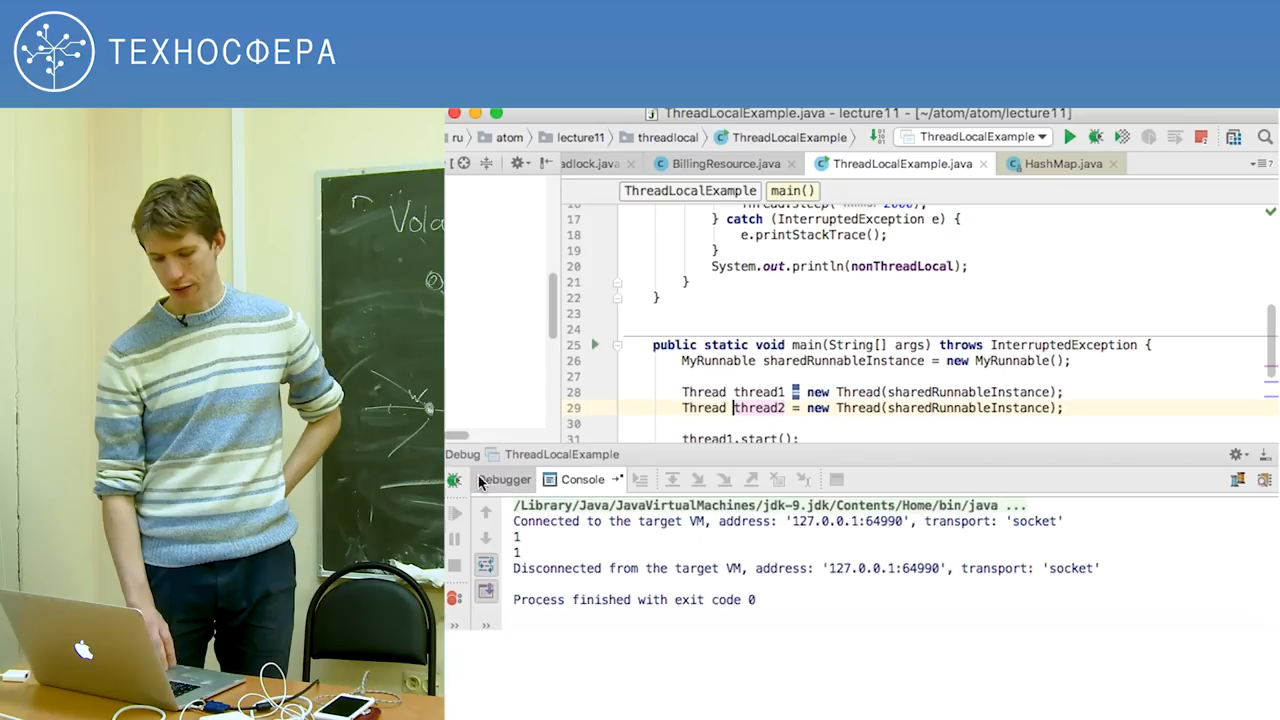 ТЕХНОСФЕРА
Vola
ThreadLocalExample.java - lecture11 - [~/atom/atom/lecture11]
ru atom lecture11 threadlocal ThreadLocalExample ThreadLocalExample
adlock.java BillingResource.java ThreadLocalExample.java HashMap.java
ThreadLocalExample main()
17 } catch (InterruptedException e) {
18 e.printStackTrace();
19 }
20 System.out.println(nonThreadLocal);
21 }
22 }
23
24
25 public static void main(String[] args) throws InterruptedException {
26 MyRunnable sharedRunnableInstance = new MyRunnable();
27
28 Thread thread1 = new Thread(sharedRunnableInstance);
29 Thread thread2 = new Thread(sharedRunnableInstance);
30
31 thread1.start();
Debug ThreadLocalExample
Debugger Console
/Library/Java/JavaVirtualMachines/jdk-9.jdk/Contents/Home/bin/java ...
Connected to the target VM, address: '127.0.0.1:64990', transport: 'socket'
1
1
Disconnected from the target VM, address: '127.0.0.1:64990', transport: 'socket'
Process finished with exit code 0